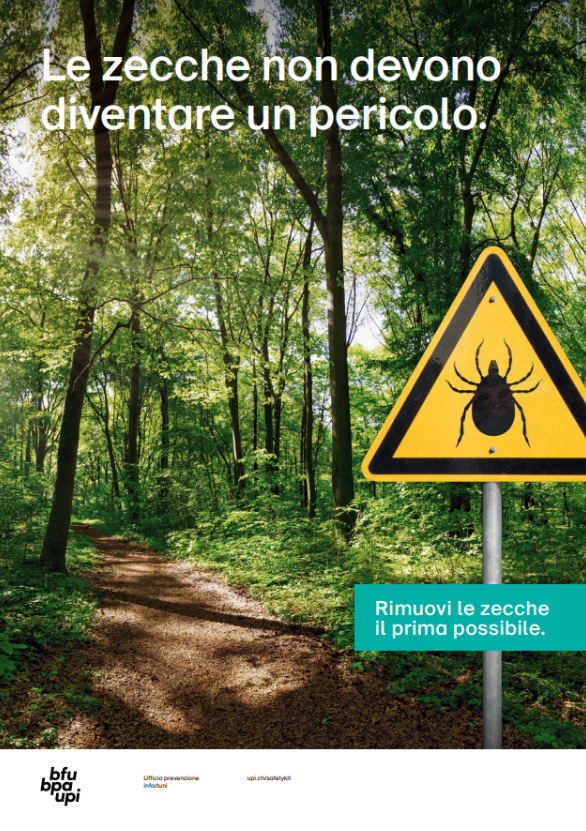 Le zecche non devono
diventare un pericolo.
Rimuovi le zecche
il prima possibile.
bfu
bpa
upi
Ufficio prevenzione
infortuni
upi.ch/safetykit